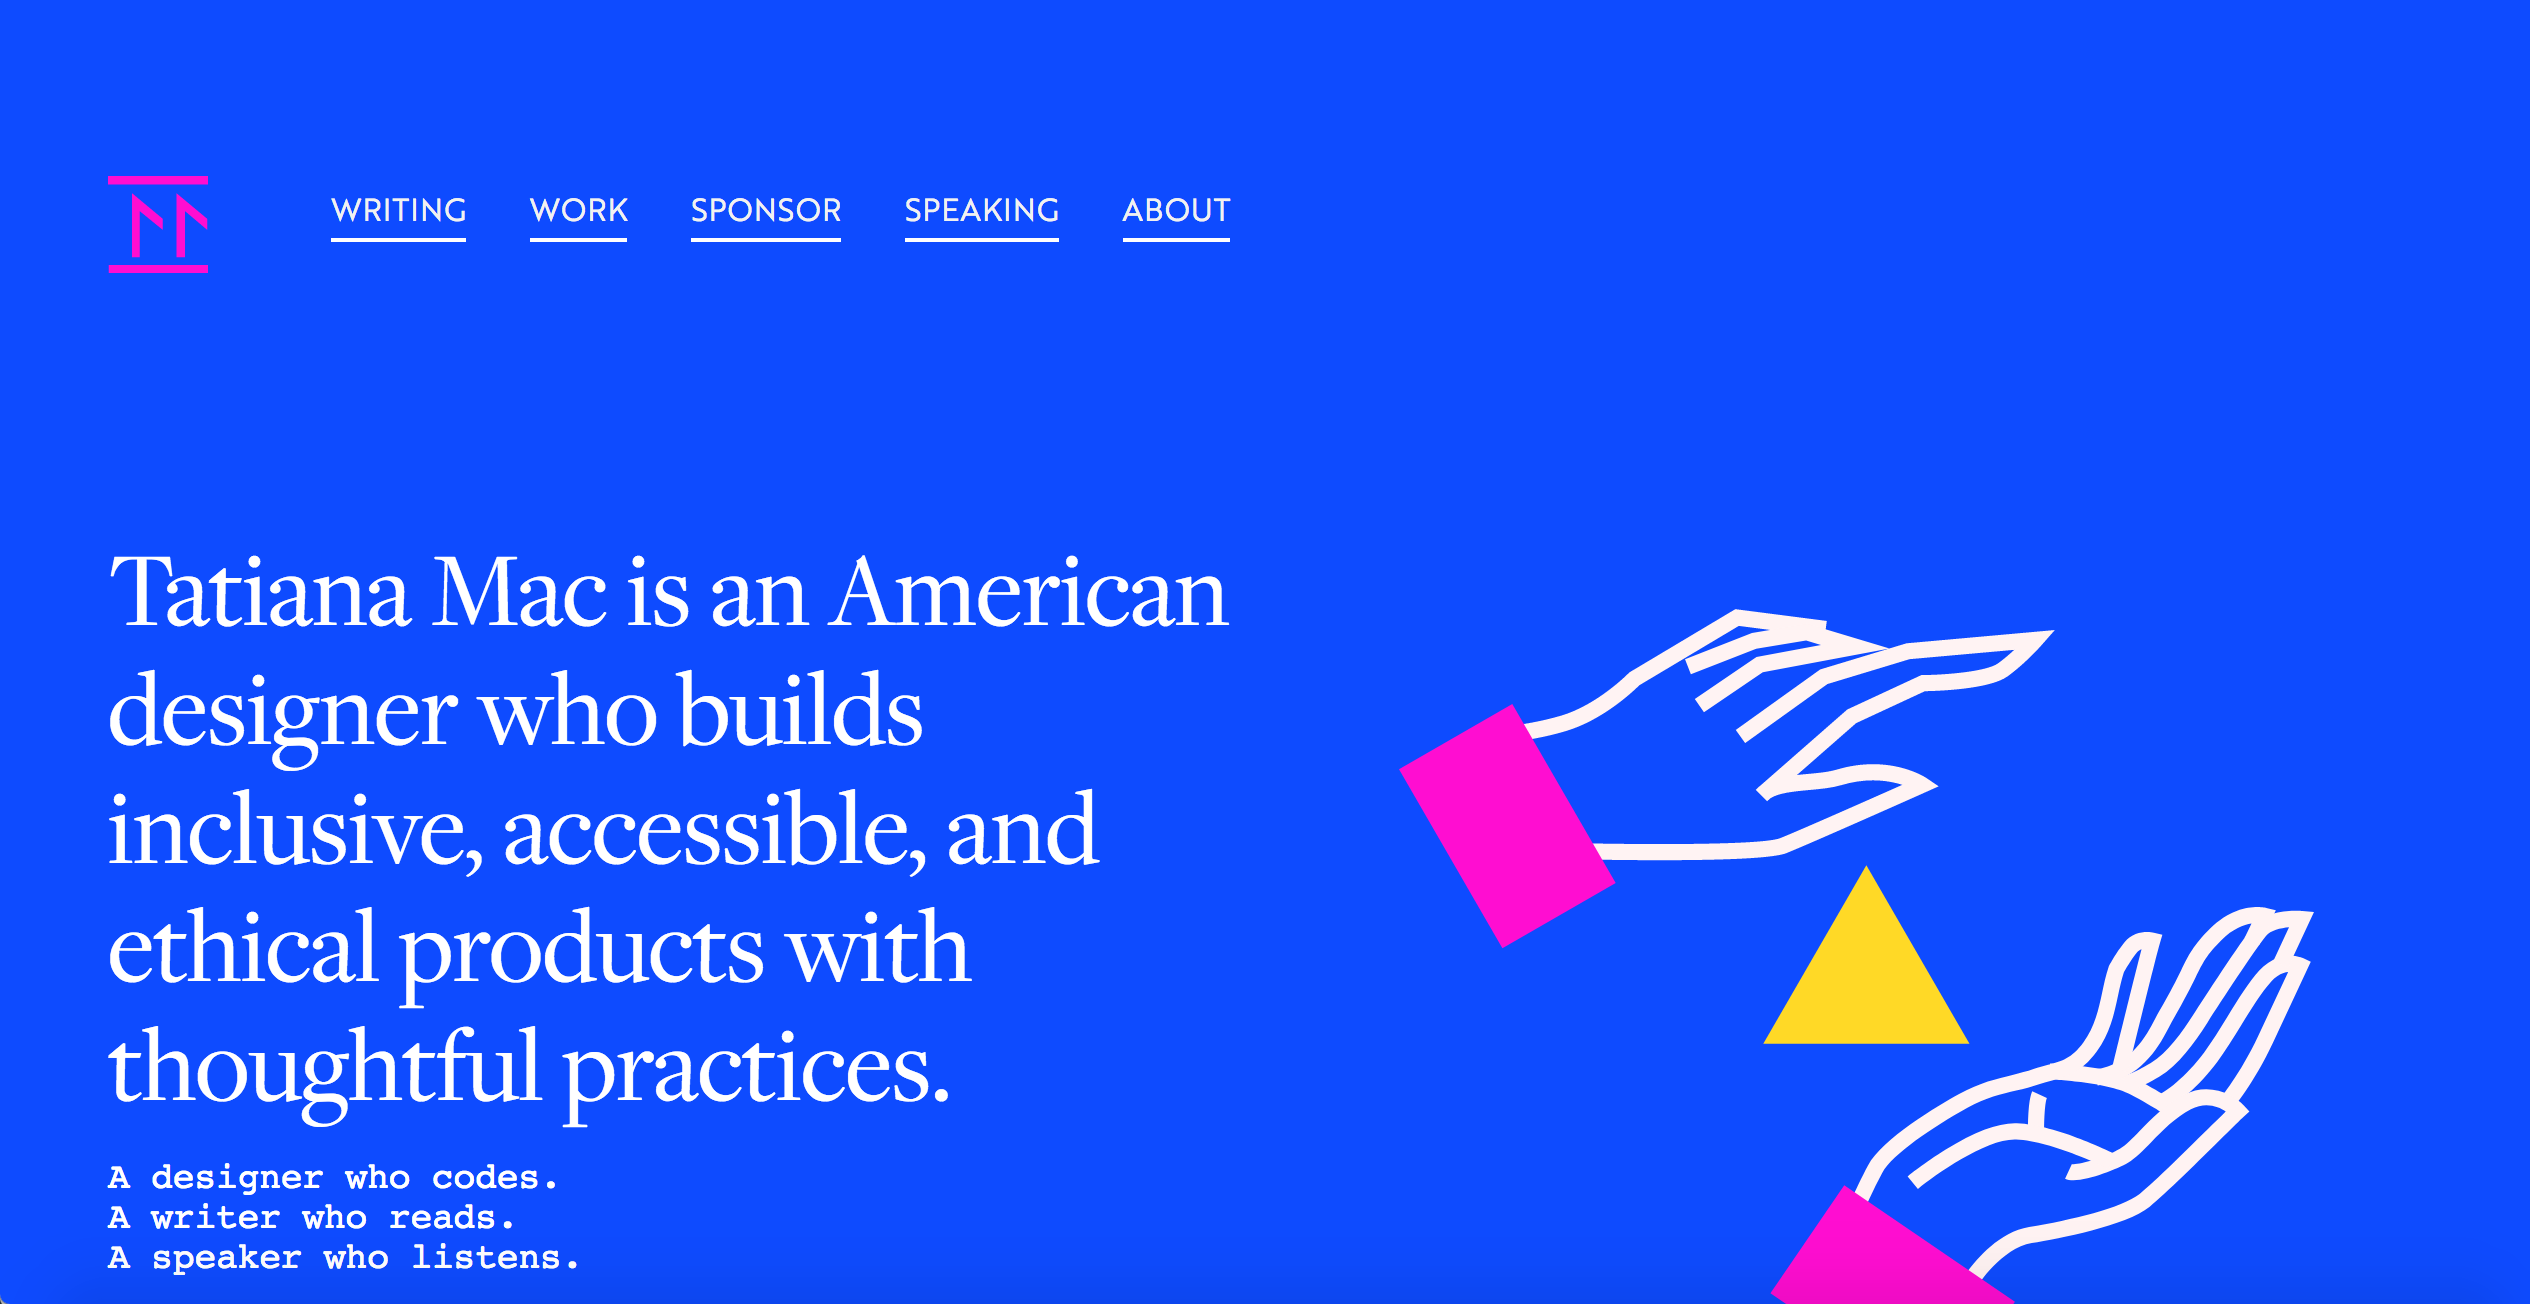 WRITING WORK SPONSOR SPEAKING ABOUT
Tatiana Mac is an American
designer who builds
inclusive, accessible, and
ethical products with
thoughtful practices.
A designer who codes.
A writer who reads.
A speaker who listens.